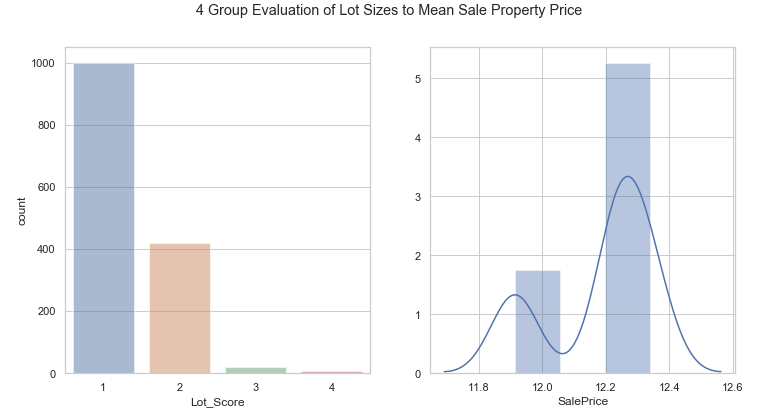 4 Group Evaluation of Lot Sizes to Mean Sale Property Price
1000
800
600
400
200
0
count
1 2 3 4
Lot_Score
5
4
3
2
1
0
11.8 12.0 12.2 12.4 12.6
SalePrice